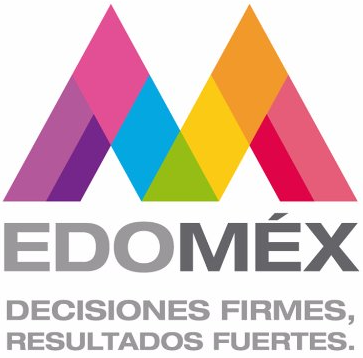 EDOMÉX
DECISIONES FIRMES,
RESULTADOS FUERTES.